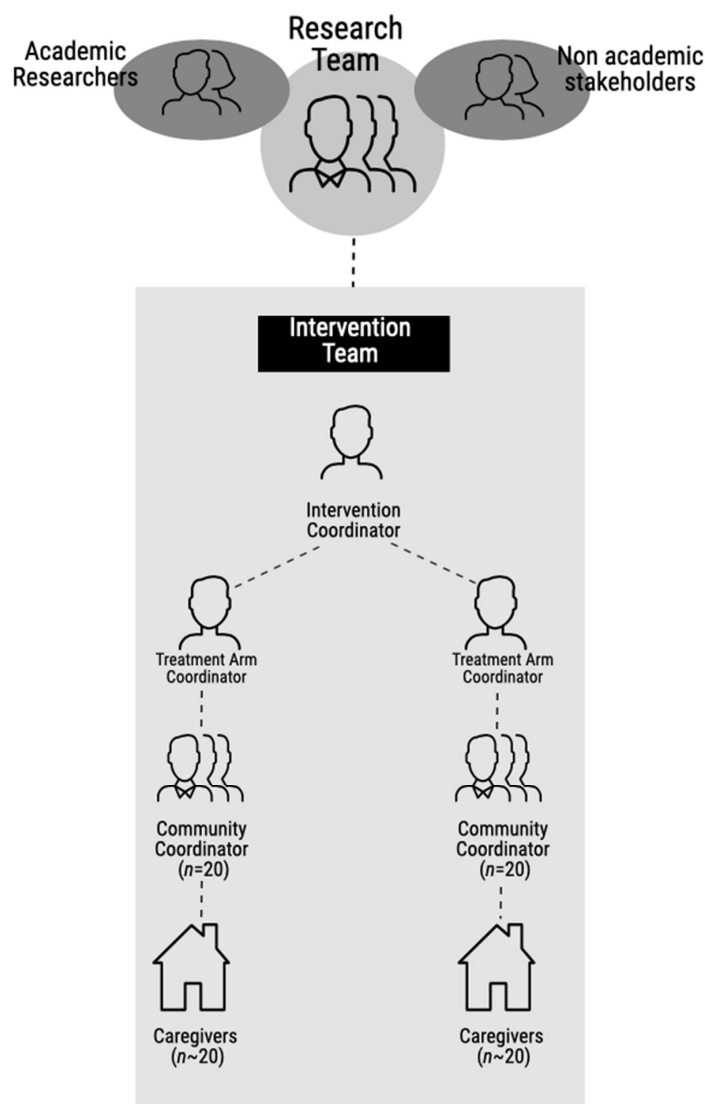 Research
Team
Academic
Researchers
Non academic
stakeholders
Intervention
Team
Intervention
Coordinator
Treatment Arm
Coordinator
Treatment Arm
Coordinator
Community
Coordinator
(n=20)
Community
Coordinator
(n=20)
Caregivers
(n~20)
Caregivers
(n~20)